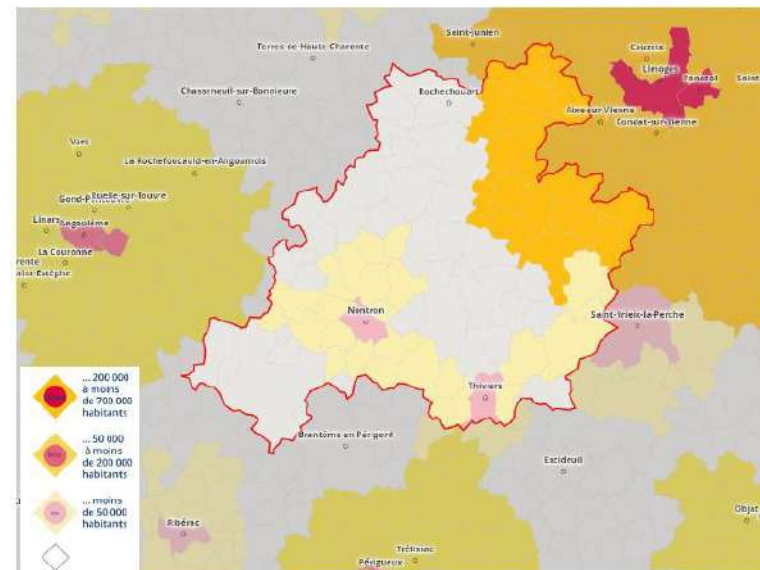 Saint-Junien
Terres-de-Haute-Charente
Couzeix
Limoges
Panazol
Saint
Chasseneuil-sur-Bonnieure
Rochechouart
Aixe-sur-Vienne
Condat-sur-Vienne
Vars
La Rochefoucauld-en-Angoumois
Ruelle-sur-Touvre
Gond-Pontouvre
Linars
Angoulême
La Couronne
Nontron
Saint-Yrieix-la-Perche
Thiviers
Brantôme en Périgord
Excideuil
Ribérac
Objat
Trélissac
Périgueux
... 200 000
à moins
de 700 000
habitants
... 50 000
à moins
de 200 000
habitants
... moins
de 50 000
habitants